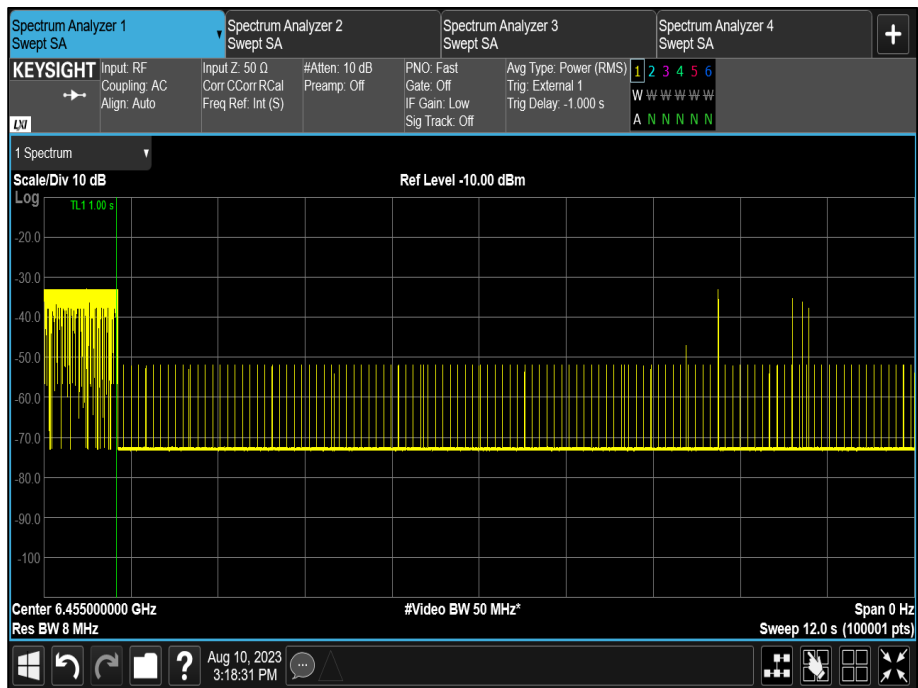 Spectrum Analyzer 1
Swept SA
Spectrum Analyzer 2
Swept SA
Spectrum Analyzer 3
Swept SA
Spectrum Analyzer 4
Swept SA
+
KEYSIGHT
LXI
Input: RF
Coupling: AC
Align: Auto
Input Z: 50 Ω
Corr CCorr RCal
Freq Ref: Int (S)
#Atten: 10 dB
Preamp: Off
PNO: Fast
Gate: Off
IF Gain: Low
Sig Track: Off
Avg Type: Power (RMS)
Trig: External 1
Trig Delay: -1.000 s
1 2 3 4 5 6
W W W W W W
A N N N N N
1 Spectrum
Scale/Div 10 dB
Ref Level -10.00 dBm
Log
TL1 1.00 s
-20.0
-30.0
-40.0
-50.0
-60.0
-70.0
-80.0
-90.0
-100
Center 6.455000000 GHz
#Video BW 50 MHz*
Span 0 Hz
Res BW 8 MHz
Sweep 12.0 s (100001 pts)
?
Aug 10, 2023
3:18:31 PM